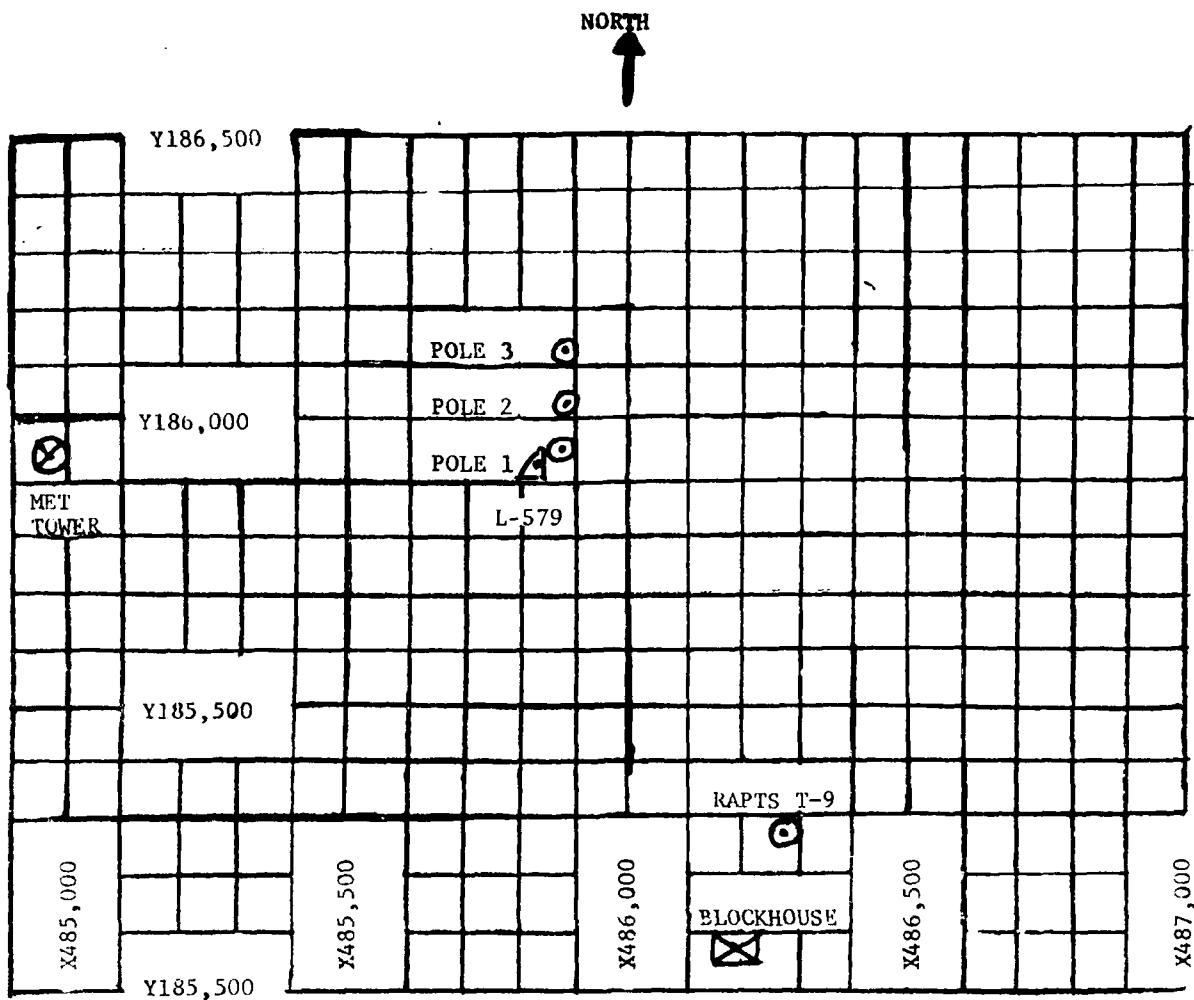 NORTH
Y186,500
POLE 3
POLE 2
Y186,000
POLE 1
MET
TOWER
L-579
Y185,500
RAPTS T-9
BLOCKHOUSE
X485,000
X485,500
X486,000
X486,500
X487,000
Y185,500